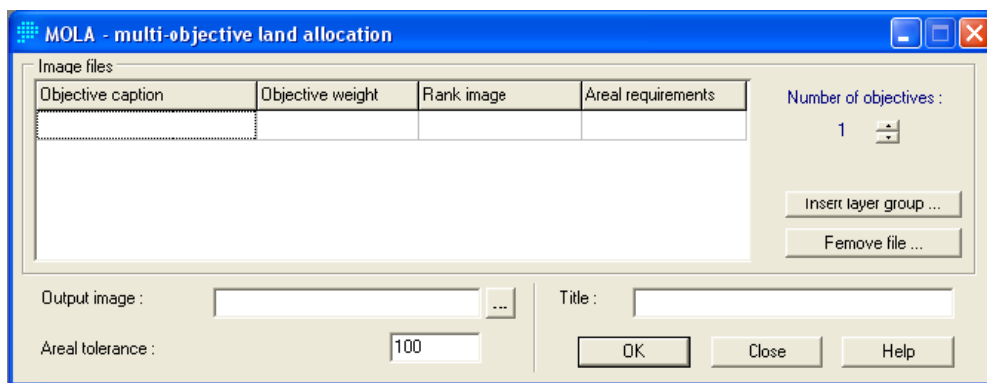 MOLA - multi-objective land allocation
Image files
Objective caption Objective weight Rank image Areal requirements
Number of objectives :
1
Insert layer group ...
Remove file ...
Output image :
...
Title :
Areal tolerance :
100
OK
Close
Help